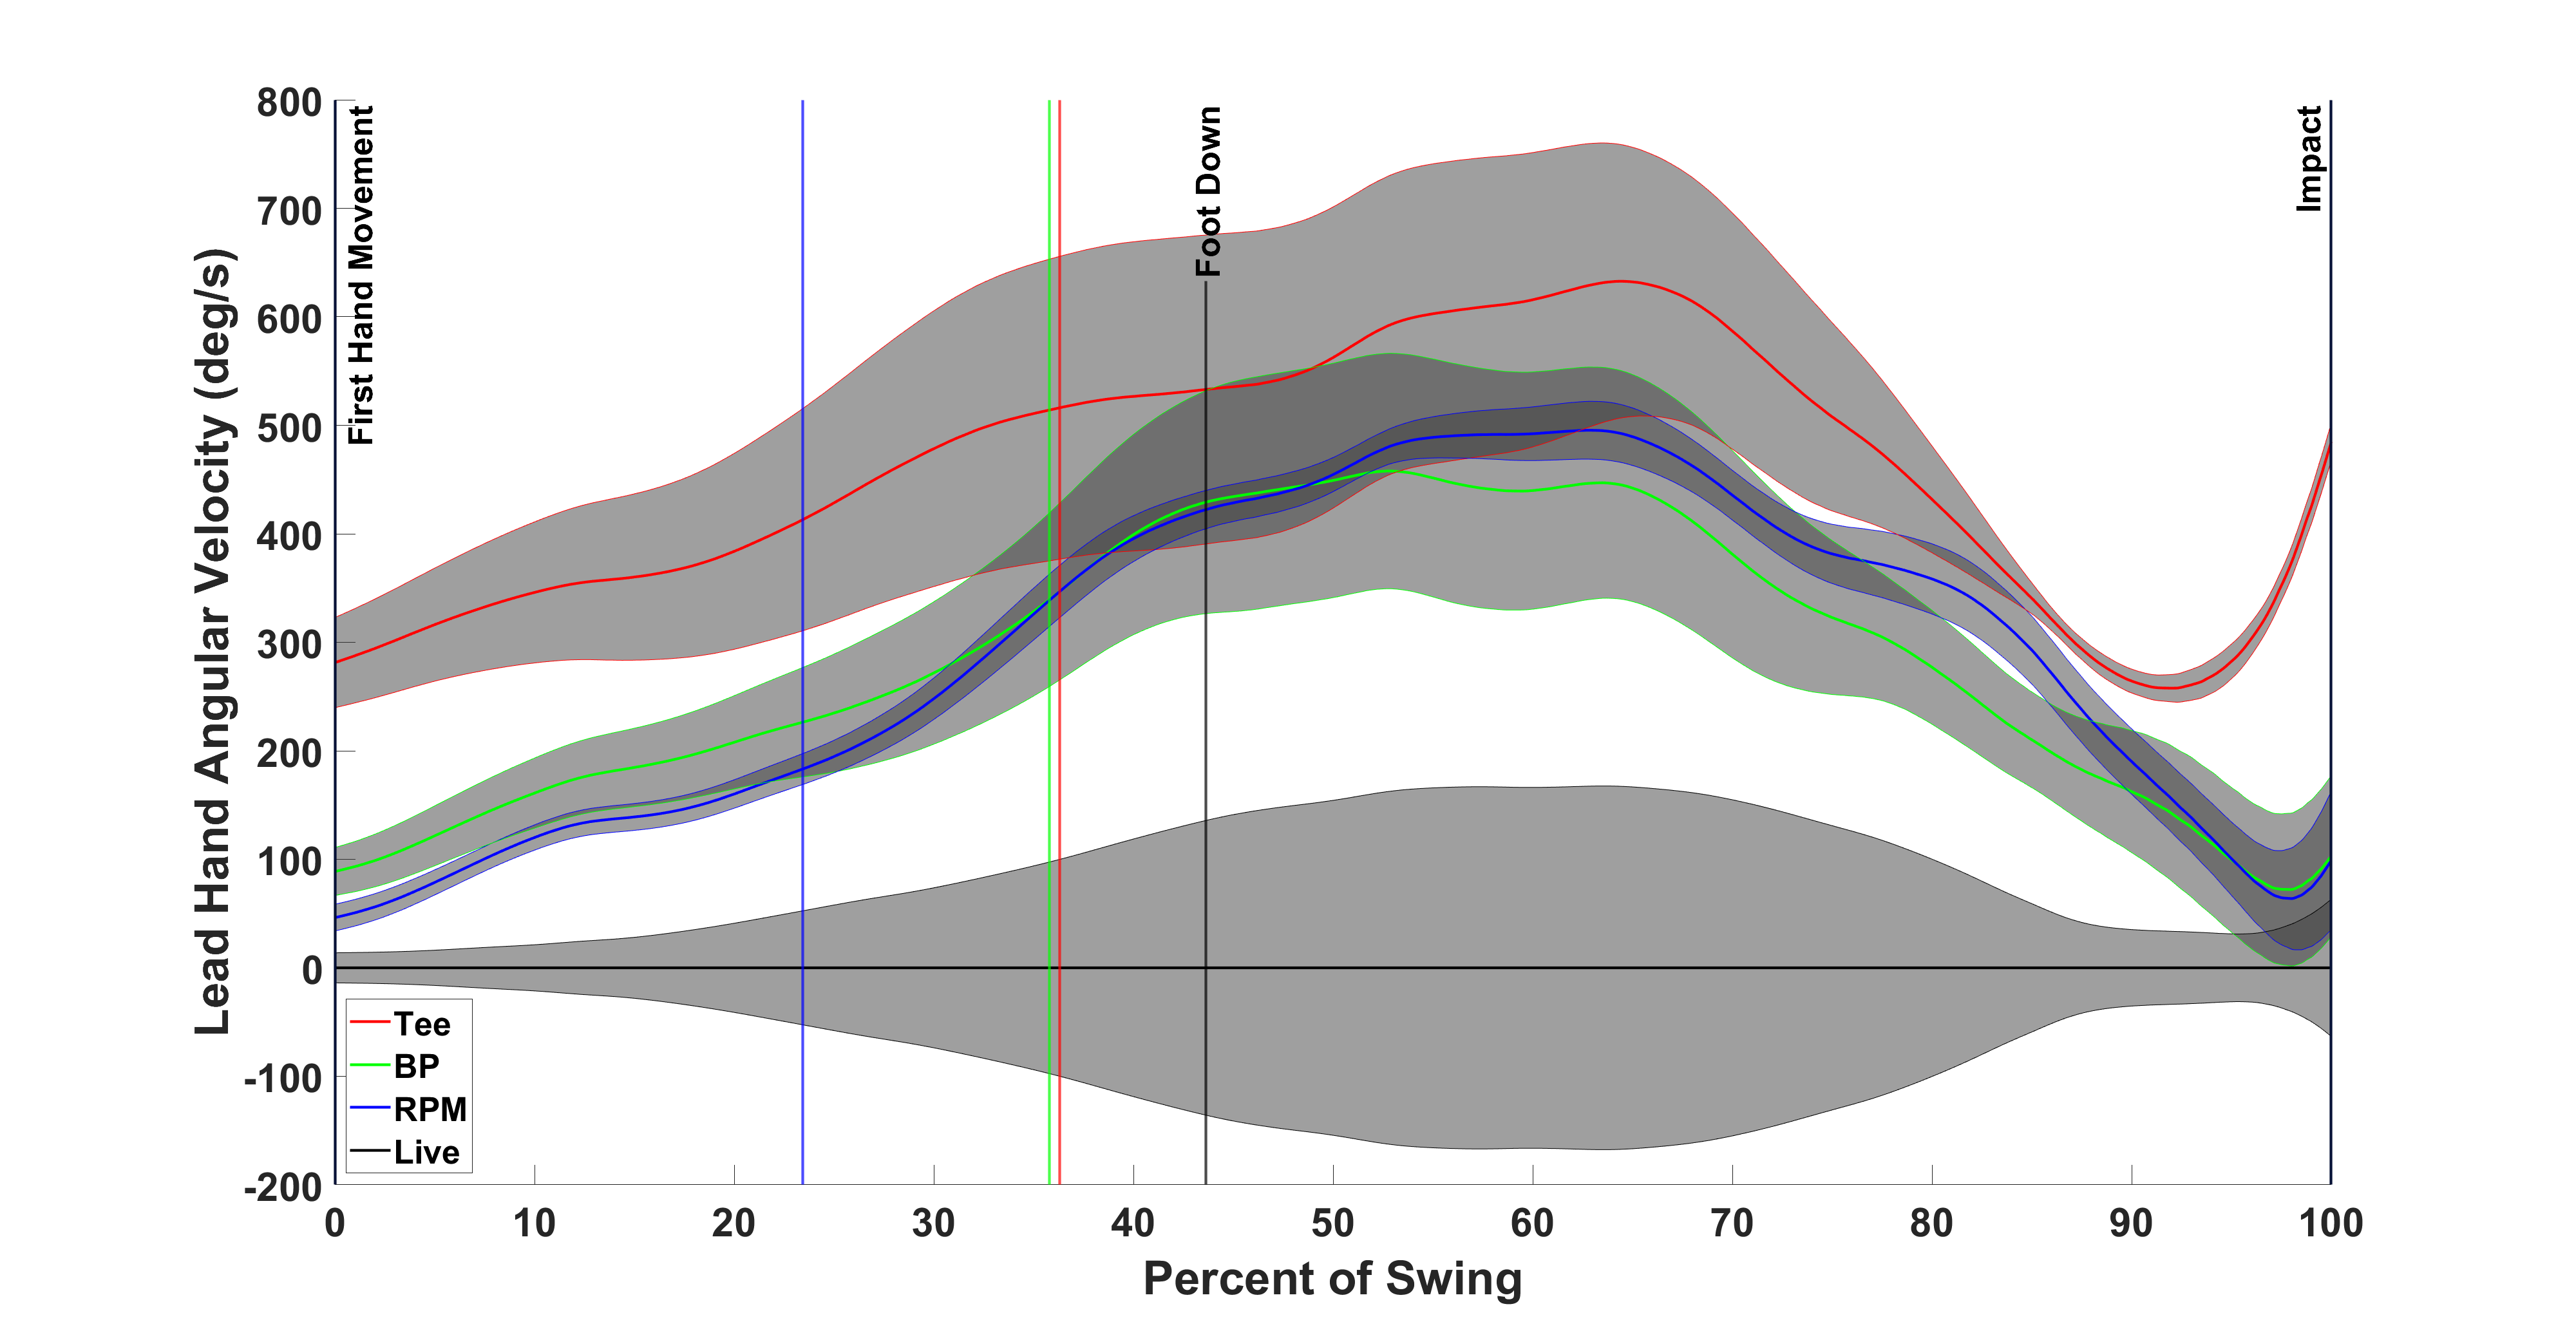 Lead Hand Angular Velocity (deg/s)
800
700
600
500
400
300
200
100
0
-100
-200
First Hand Movement
Foot Down
Impact
Tee
BP
RPM
Live
0 10 20 30 40 50 60 70 80 90 100
Percent of Swing